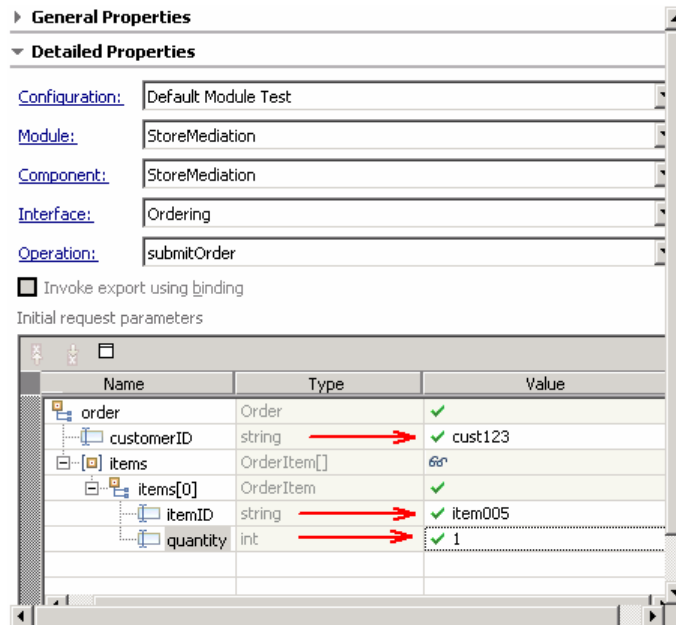 General Properties
Detailed Properties
Configuration: Default Module Test
Module: StoreMediation
Component: StoreMediation
Interface: Ordering
Operation: submitOrder
Invoke export using binding
Initial request parameters
Name Type Value
order Order
customerID string cust123
items OrderItem[]
items[0] OrderItem
itemID string item005
quantity int 1